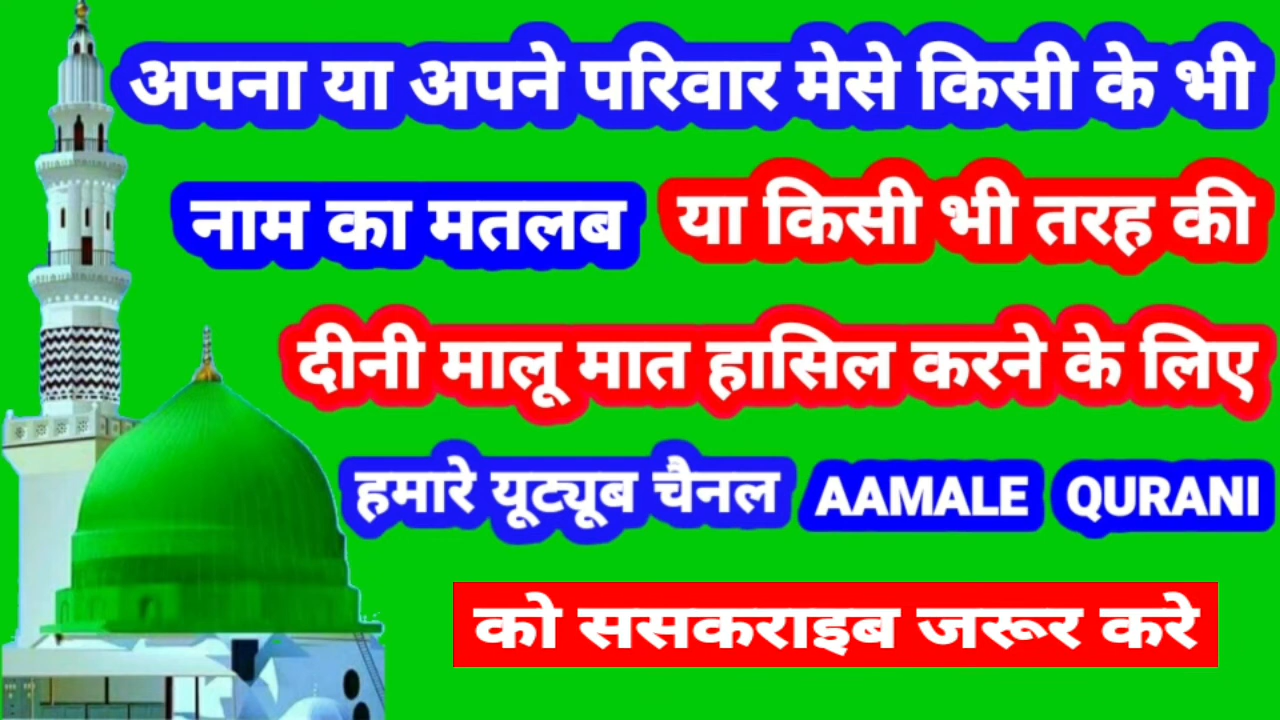 अपना या अपने परिवार मेसे किसी के भी
नाम का मतलब या किसी भी तरह की
दीनी मालू मात हासिल करने के लिए
हमारे यूट्यूब चैनल AAMALE QURANI
को ससकराइब जरूर करे